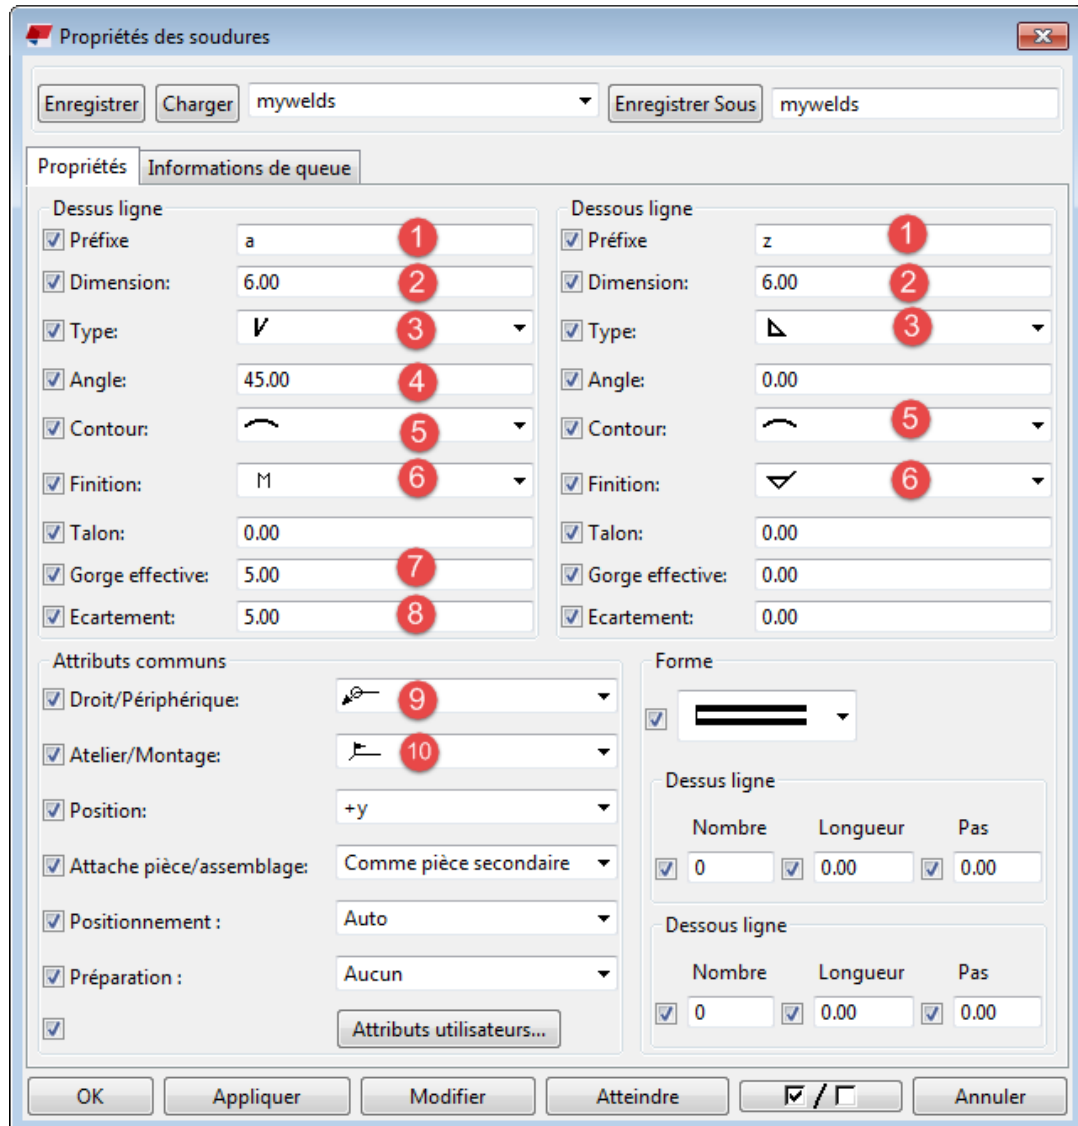 Propriétés des soudures
Enregistrer Charger mywelds Enregistrer Sous mywelds
Propriétés Informations de queue
Dessus ligne Dessous ligne
Préfixe a 1 Préfixe z 1
Dimension: 6.00 2 Dimension: 6.00 2
Type: 3 Type: 3
Angle: 45.00 4 Angle: 0.00
Contour: 5 Contour: 5
Finition: M 6 Finition: 6
Talon: 0.00 Talon: 0.00
Gorge effective: 5.00 7 Gorge effective: 0.00
Ecartement: 5.00 8 Ecartement: 0.00
Attributs communs Forme
Droit/Périphérique: 9
Atelier/Montage: 10
Position: +y
Attache pièce/assemblage: Comme pièce secondaire
Positionnement : Auto
Préparation : Aucun
Attributs utilisateurs...
Dessus ligne
Nombre Longueur Pas
0 0.00 0.00
Dessous ligne
Nombre Longueur Pas
0 0.00 0.00
OK Appliquer Modifier Atteindre / Annuler